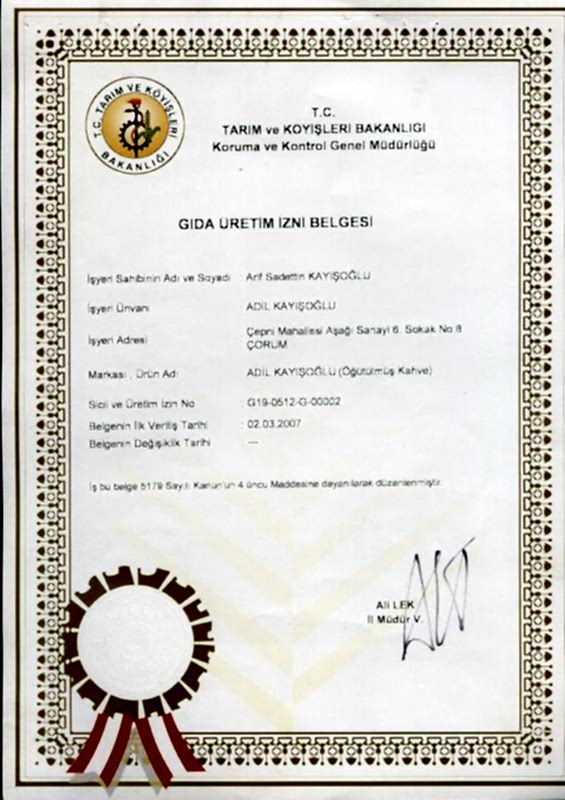 T.C. TARIM VE KÖYİŞLERİ
BAKANLIĞI
T.C.
TARIM ve KÖYİŞLERİ BAKANLIGI
Koruma ve Kontrol Genel Müdürlüğü
GIDA ÜRETİM İZNİ BELGESİ
İşyeri Sahibinin Adı ve Soyadı : Arif Sadettin KAYIŞOĞLU
İşyeri Ünvanı : ADİL KAYIŞOĞLU
İşyeri Adresi : Çepni Mahallesi Aşağı Sanayi 6. Sokak No 8
ÇORUM
Markası , Ürün Adı : ADİL KAYIŞOĞLU (Öğütülmüş Kahve)
Sicil ve Üretim İzin No : G19-0512-G-00002
Belgenin İlk Veriliş Tarihi : 02.03.2007
Belgenin Değişiklik Tarihi : ---
İş bu belge 5179 Sayılı Kanun'un 4 üncü Maddesine dayanılarak düzenlenmiştir.
Ali LEK
İl Müdür V.